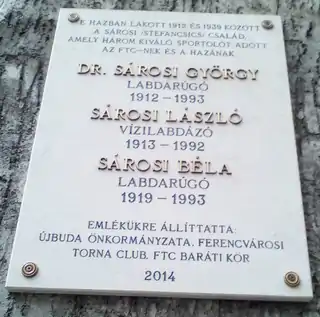 E HÁZBAN LAKOTT 1912 ÉS 1929 KÖZÖTT
A SÁROSI (STEFANCSICS) CSALÁD,
AMELY HÁROM KIVÁLÓ SPORTOLÓT ADOTT
AZ FTC-NEK ÉS A HAZÁNAK
DR. SÁROSI GYÖRGY
LABDARÚGÓ
1912 - 1993
SÁROSI LÁSZLÓ
VÍZILABDÁZÓ
1913 - 1992
SÁROSI BÉLA
LABDARÚGÓ
1919 - 1993
EMLÉKÜKRE ÁLLÍTTATTA:
ÚJBUDA ÖNKORMÁNYZATA, FERENCVÁROSI
TORNA CLUB, FTC BARÁTI KÖR
2014